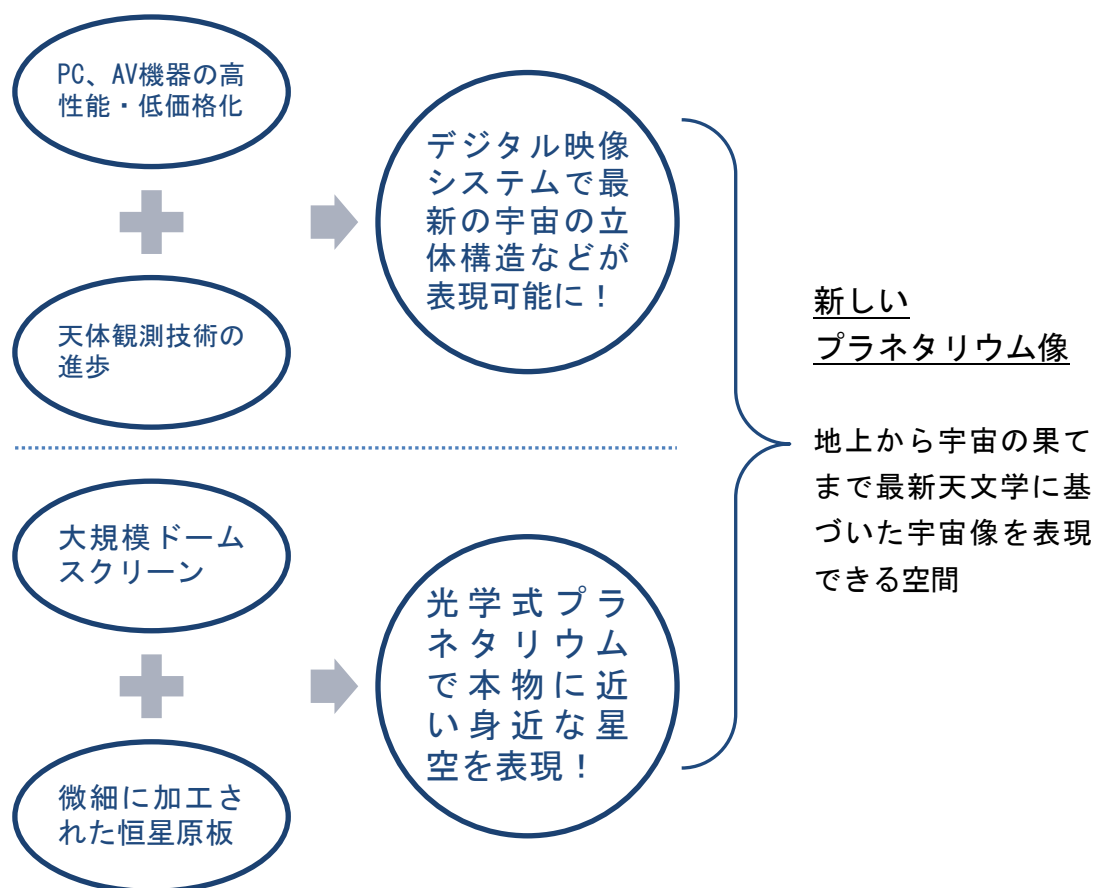 PC、AV機器の高
性能・低価格化
天体観測技術の
進歩
デジタル映像
システムで最
新の宇宙の立
体構造などが
表現可能に！
大規模ドーム
スクリーン
微細に加工さ
れた恒星原板
光学式プラ
ネタリウム
で本物に近
い身近な星
空を表現！
新しい
プラネタリウム像
地上から宇宙の果て
まで最新天文学に基
づいた宇宙像を表現
できる空間